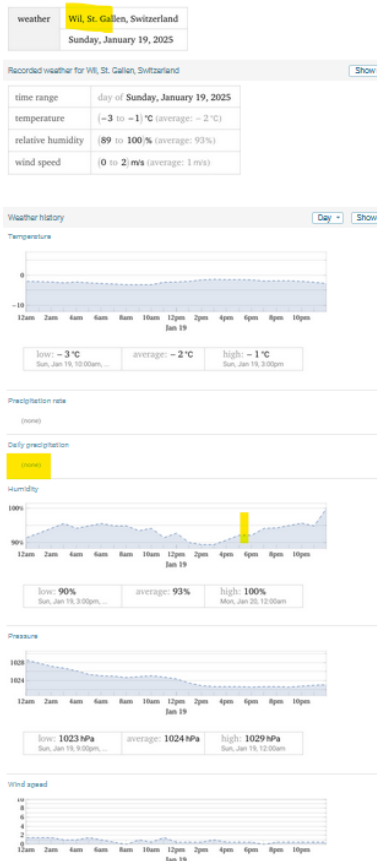 weather Wil, St. Gallen, Switzerland
Sunday, January 19, 2025
Recorded weather for Wil, St. Gallen, Switzerland Show
time range day of Sunday, January 19, 2025
temperature (−3 to −1) °C (average: −2 °C)
relative humidity (89 to 100)% (average: 93%)
wind speed (0 to 2) m/s (average: 1 m/s)
Weather history Day Show
Temperature
0
−10
12am 2am 4am 6am 8am 10am 12pm 2pm 4pm 6pm 8pm 10pm
Jan 19
low: −3 °C average: −2 °C high: −1 °C
Sun, Jan 19, 10:00am, ... Sun, Jan 19, 3:00pm
Precipitation rate
(none)
Daily precipitation
(none)
Humidity
100%
90%
12am 2am 4am 6am 8am 10am 12pm 2pm 4pm 6pm 8pm 10pm
Jan 19
low: 90% average: 93% high: 100%
Sun, Jan 19, 3:00pm, ... Mon, Jan 20, 12:00am
Pressure
1028
1024
12am 2am 4am 6am 8am 10am 12pm 2pm 4pm 6pm 8pm 10pm
Jan 19
low: 1023 hPa average: 1024 hPa high: 1029 hPa
Sun, Jan 19, 9:00pm, ... Sun, Jan 19, 12:00am
Wind speed
10
8
6
4
2
0
12am 2am 4am 6am 8am 10am 12pm 2pm 4pm 6pm 8pm 10pm
Jan 19